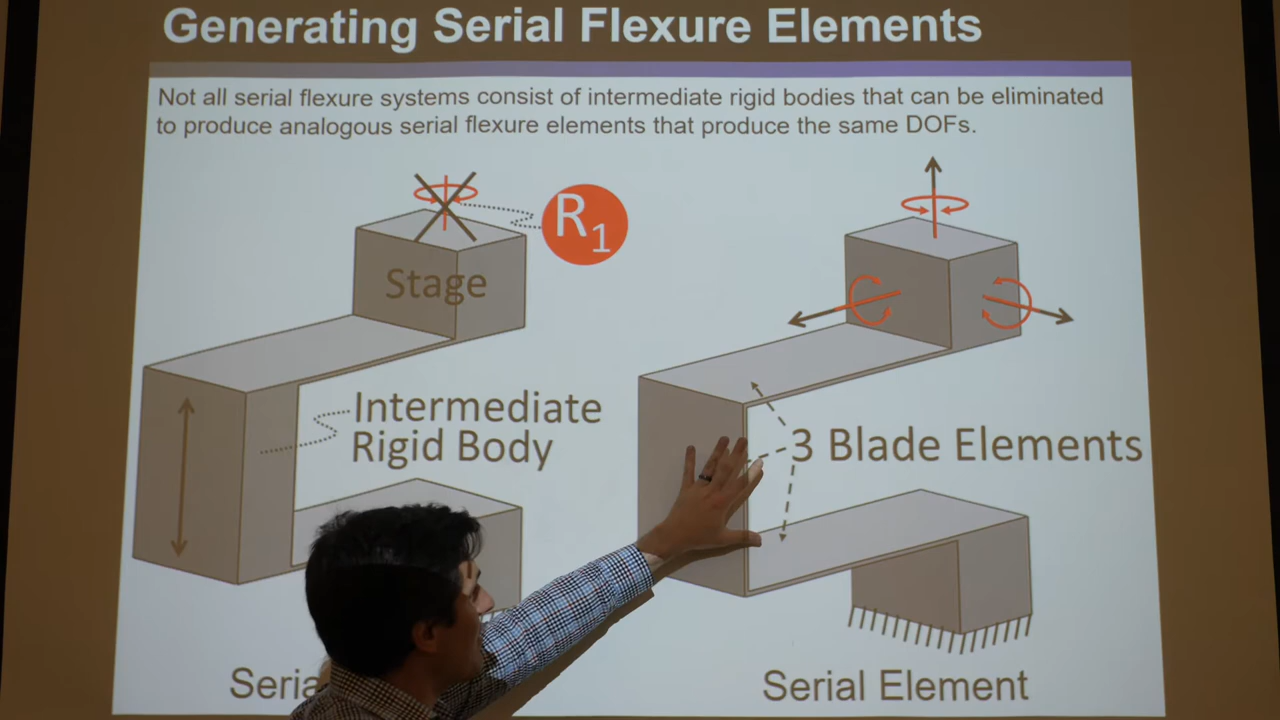 Generating Serial Flexure Elements
Not all serial flexure systems consist of intermediate rigid bodies that can be eliminated
to produce analogous serial flexure elements that produce the same DOFs.
R1
Stage
Intermediate
Rigid Body
3 Blade Elements
Serial Element